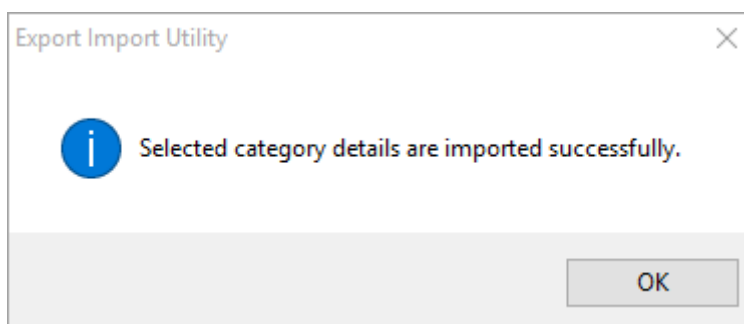 Export Import Utility
Selected category details are imported successfully.
OK